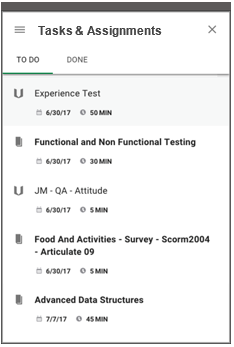 Tasks & Assignments
TO DO DONE
Experience Test
6/30/17 50 MIN
Functional and Non Functional Testing
6/30/17 30 MIN
JM - QA - Attitude
6/30/17 5 MIN
Food And Activities - Survey - Scorm2004
- Articulate 09
6/30/17 5 MIN
Advanced Data Structures
7/7/17 45 MIN